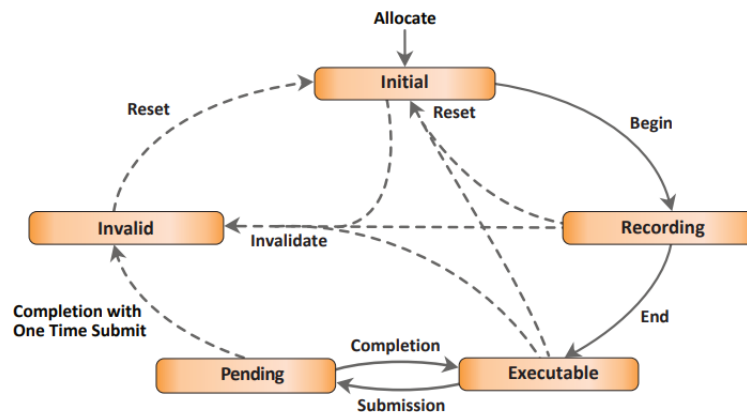 Allocate
Initial
Reset
Reset
Begin
Invalid
Invalidate
Recording
Completion with
One Time Submit
End
Completion
Pending
Executable
Submission